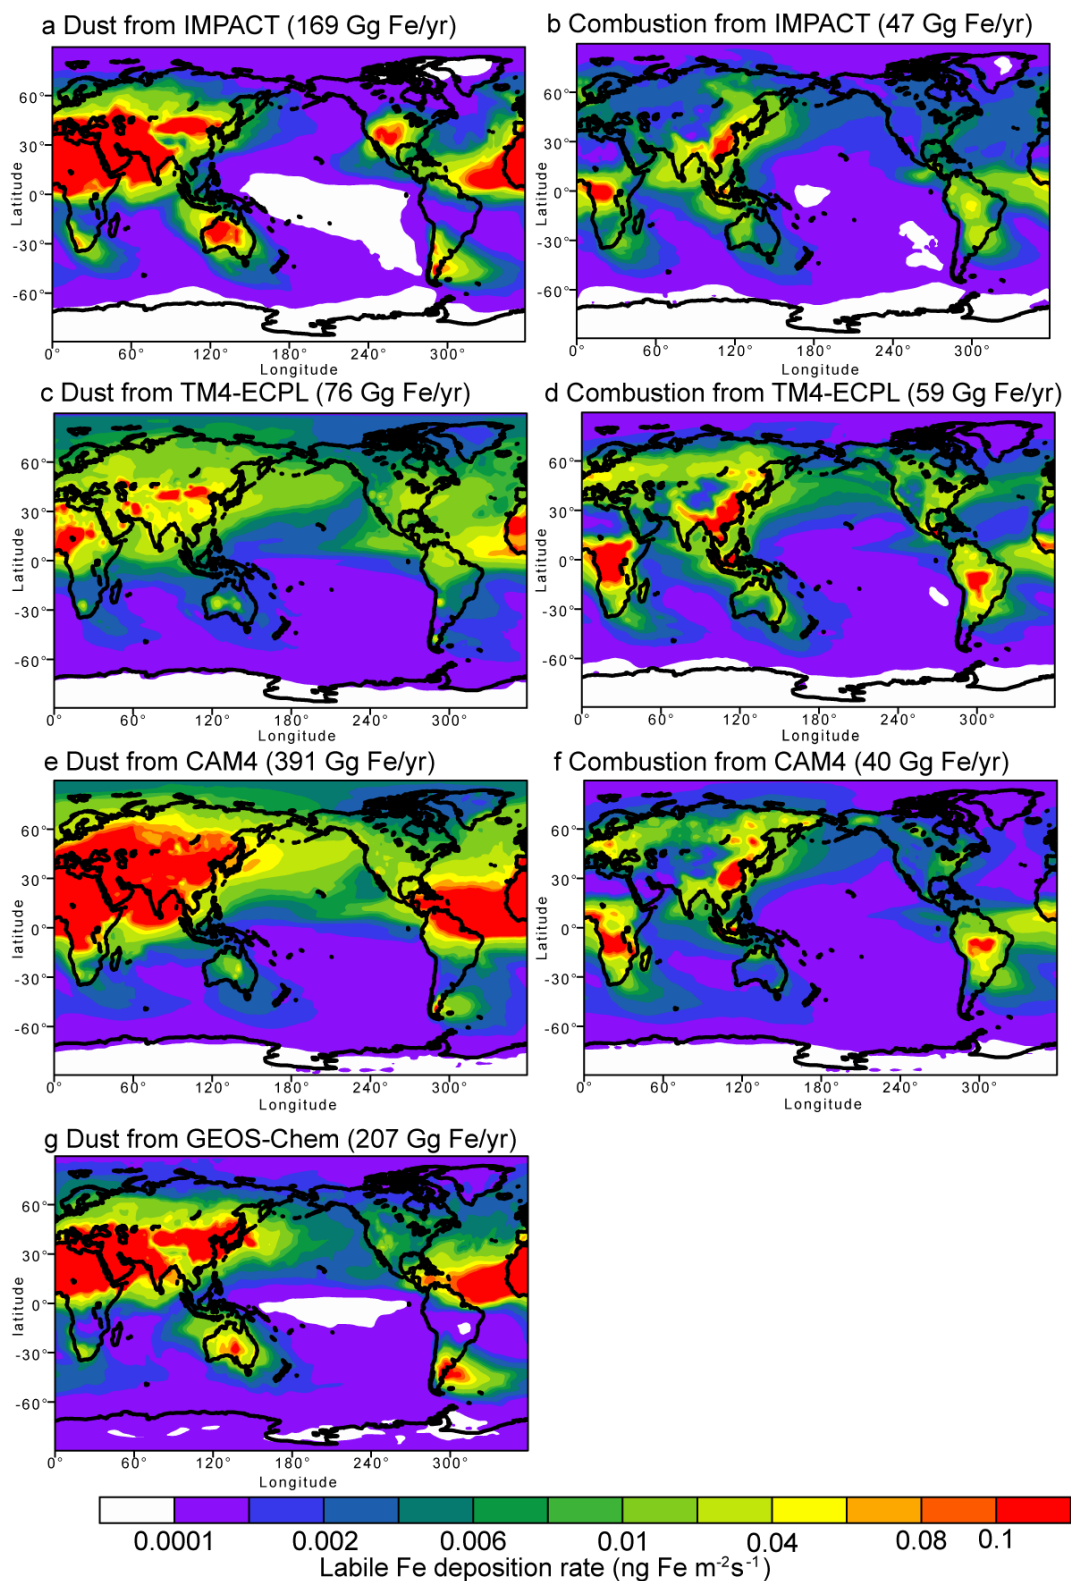 a Dust from IMPACT (169 Gg Fe/yr)
b Combustion from IMPACT (47 Gg Fe/yr)
60°
30°
0°
-30°
-60°
Latitude
0° 60° 120° 180° 240° 300°
Longitude
60°
30°
0°
-30°
-60°
Latitude
0° 60° 120° 180° 240° 300°
Longitude
c Dust from TM4-ECPL (76 Gg Fe/yr)
d Combustion from TM4-ECPL (59 Gg Fe/yr)
60°
30°
0°
-30°
-60°
Latitude
0° 60° 120° 180° 240° 300°
Longitude
60°
30°
0°
-30°
-60°
Latitude
0° 60° 120° 180° 240° 300°
Longitude
e Dust from CAM4 (391 Gg Fe/yr)
f Combustion from CAM4 (40 Gg Fe/yr)
60°
30°
0°
-30°
-60°
latitude
0° 60° 120° 180° 240° 300°
Longitude
60°
30°
0°
-30°
-60°
Latitude
0° 60° 120° 180° 240° 300°
Longitude
g Dust from GEOS-Chem (207 Gg Fe/yr)
60°
30°
0°
-30°
-60°
latitude
0° 60° 120° 180° 240° 300°
Longitude
0.0001 0.002 0.006 0.01 0.04 0.08 0.1
Labile Fe deposition rate (ng Fe m⁻²s⁻¹)